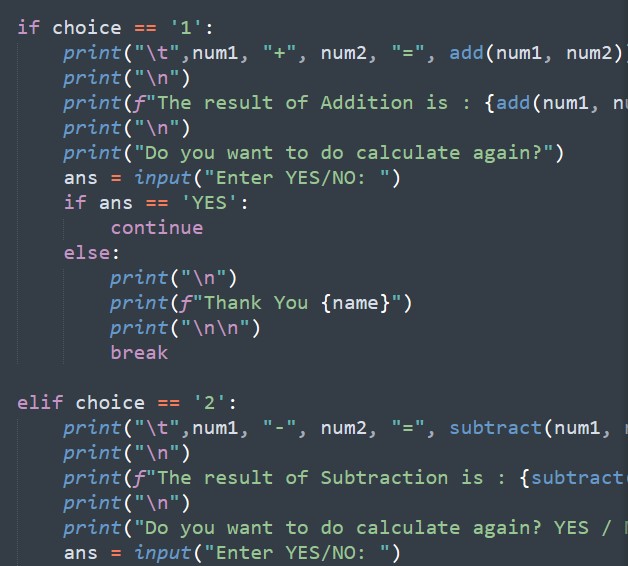 if choice == '1':
print("\t",num1, "+", num2, "=", add(num1, num2))
print("\n")
print(f"The result of Addition is : {add(num1,
print("\n")
print("Do you want to do calculate again?")
ans = input("Enter YES/NO: ")
if ans == 'YES':
continue
else:
print("\n")
print(f"Thank You {name}")
print("\n\n")
break
elif choice == '2':
print("\t",num1, "-", num2, "=", subtract(num1,
print("\n")
print(f"The result of Subtraction is : {subtract
print("\n")
print("Do you want to do calculate again? YES /
ans = input("Enter YES/NO: ")